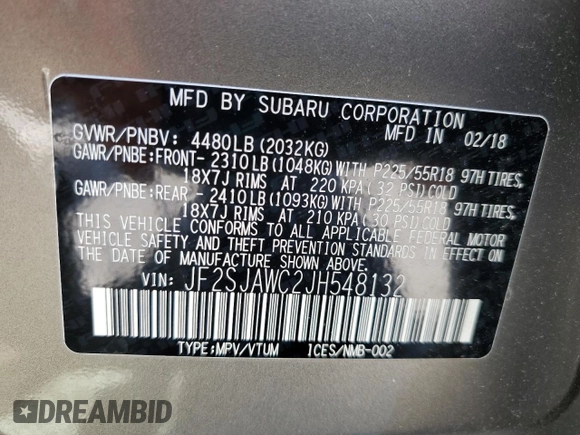 MFD BY SUBARU CORPORATION
MFD IN 02/18
GVWR/PNBV: 4480LB(2032KG)
GAWR/PNBE:FRONT- 2310LB(1048KG)WITH P225/55R18 97H TIRES,
18X7J RIMS AT 220 KPA( 32 PSI)COLD
GAWR/PNBE:REAR - 2410LB(1093KG)WITH P225/55R18 97H TIRES,
18X7J RIMS AT 210 KPA( 30 PSI)COLD
THIS VEHICLE CONFORMS TO ALL APPLICABLE FEDERAL MOTOR
VEHICLE SAFETY AND THEFT PREVENTION STANDARDS IN EFFECT ON
THE DATE OF MANUFACTURE SHOWN ABOVE.
VIN: JF2SJAWC2JH548132
TYPE:MPV/VTUM 1CES/NMB-002
DREAMBID